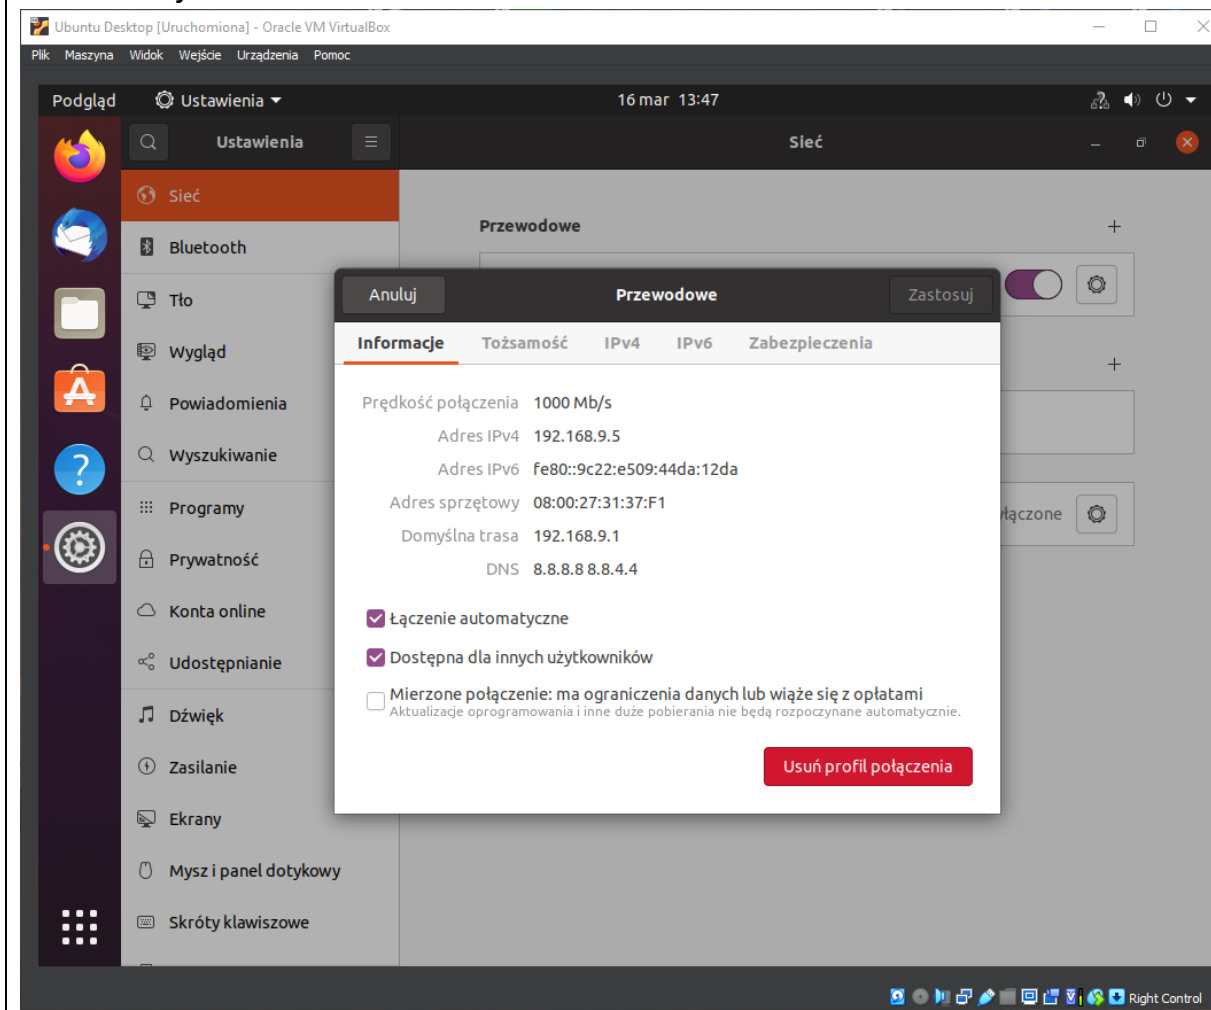 Ubuntu Desktop [Uruchomiona] - Oracle VM VirtualBox
Plik Maszyna Widok Wejście Urządzenia Pomoc
Podgląd Ustawienia 16 mar 13:47
Ustawienia Sieć
Sieć
Przewodowe
Bluetooth
Anuluj Przewodowe Zastosuj
Tło
Informacje Tożsamość IPv4 IPv6 Zabezpieczenia
Wygląd
Prędkość połączenia 1000 Mb/s
Powiadomienia
Adres IPv4 192.168.9.5
Wyszukiwanie
Adres IPv6 fe80::9c22:e509:44da:12da
Adres sprzętowy 08:00:27:31:37:F1
Programy
Domyślna trasa 192.168.9.1
Prywatność
DNS 8.8.8.8 8.8.4.4
Konta online
Łączenie automatyczne
Udostępnianie
Dostępna dla innych użytkowników
Mierzone połączenie: ma ograniczenia danych lub wiąże się z opłatami
Aktualizacje oprogramowania i inne duże pobierania nie będą rozpoczynane automatycznie.
Dźwięk
Zasilanie
Usuń profil połączenia
Ekrany
Mysz i panel dotykowy
Skróty klawiszowe
Right Control